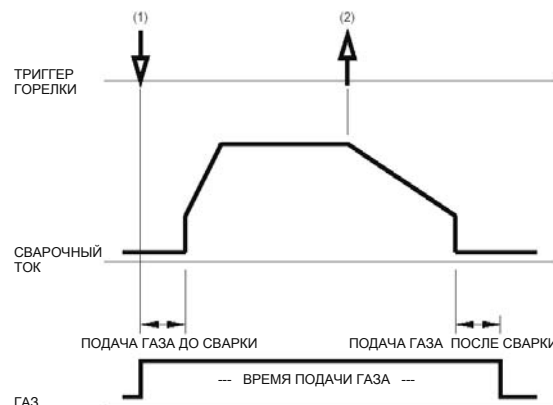 (1) (2)
ТРИГГЕР
ГОРЕЛКИ
СВАРОЧНЫЙ
ТОК
ПОДАЧА ГАЗА ДО СВАРКИ ПОДАЧА ГАЗА ПОСЛЕ СВАРКИ
--- ВРЕМЯ ПОДАЧИ ГАЗА ---
ГАЗ